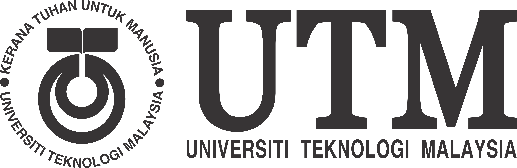 KERANA TUHAN UNTUK MANUSIA
UNIVERSITI TEKNOLOGI MALAYSIA
UTM
UNIVERSITI TEKNOLOGI MALAYSIA